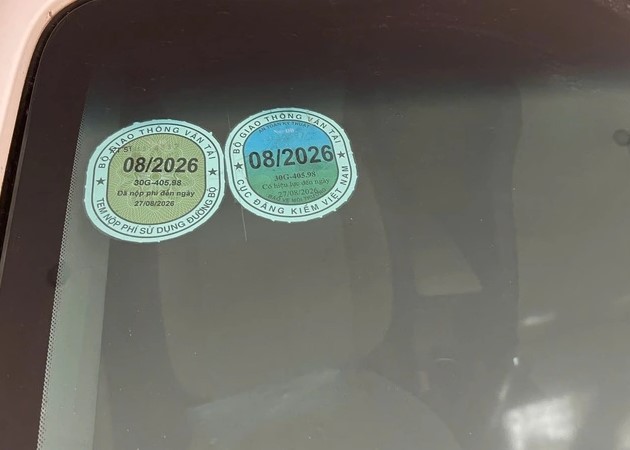 BỘ GIAO THÔNG VẬN TẢI
08/2026
30G-405.98
Đã nộp phí đến ngày
27/08/2026
TEM NỘP PHÍ SỬ DỤNG ĐƯỜNG BỘ
BỘ GIAO THÔNG VẬN TẢI
08/2026
30G-405.98
Có hiệu lực đến ngày
27/08/2026
CỤC ĐĂNG KIỂM VIỆT NAM